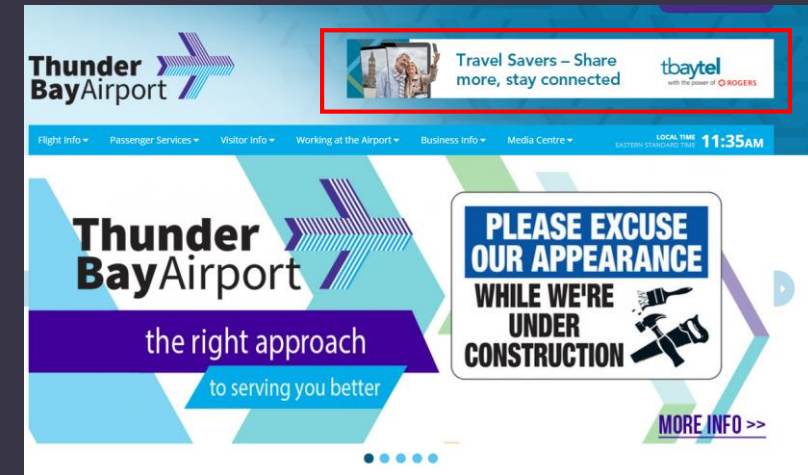 Thunder
BayAirport
Travel Savers – Share
more, stay connected
tbaytel
with the power of ROGERS
Flight Info Passenger Services Visitor Info Working at the Airport Business Info Media Centre
LOCAL TIME
EASTERN STANDARD TIME
11:35AM
Thunder
BayAirport
the right approach
to serving you better
PLEASE EXCUSE
OUR APPEARANCE
WHILE WE'RE
UNDER
CONSTRUCTION
MORE INFO >>